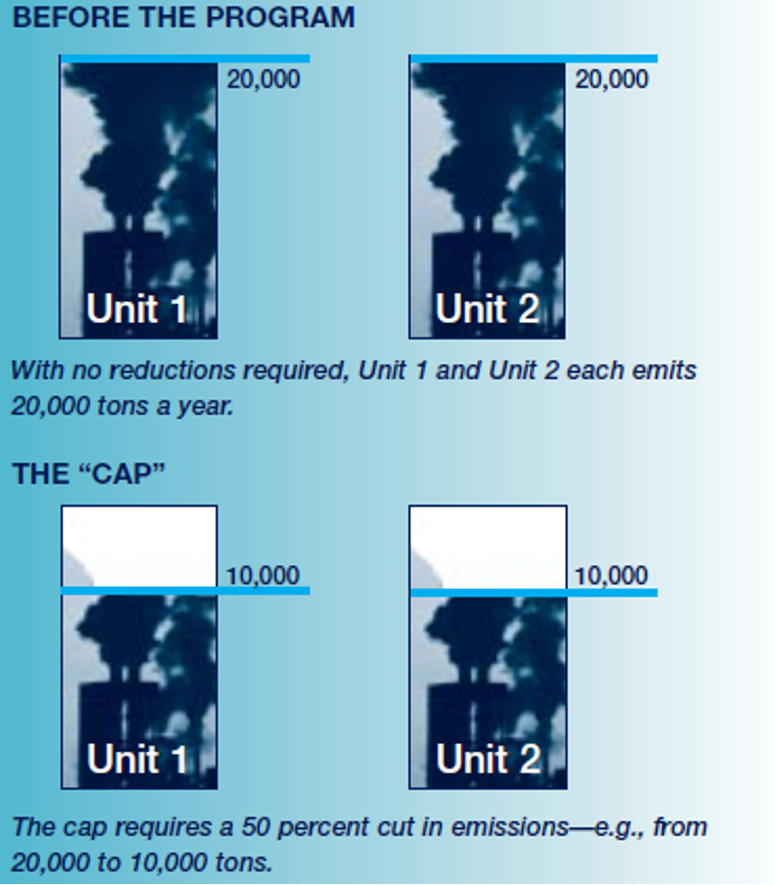 BEFORE THE PROGRAM
20,000 20,000
Unit 1 Unit 2
With no reductions required, Unit 1 and Unit 2 each emits
20,000 tons a year.
THE “CAP”
10,000 10,000
Unit 1 Unit 2
The cap requires a 50 percent cut in emissions—e.g., from
20,000 to 10,000 tons.